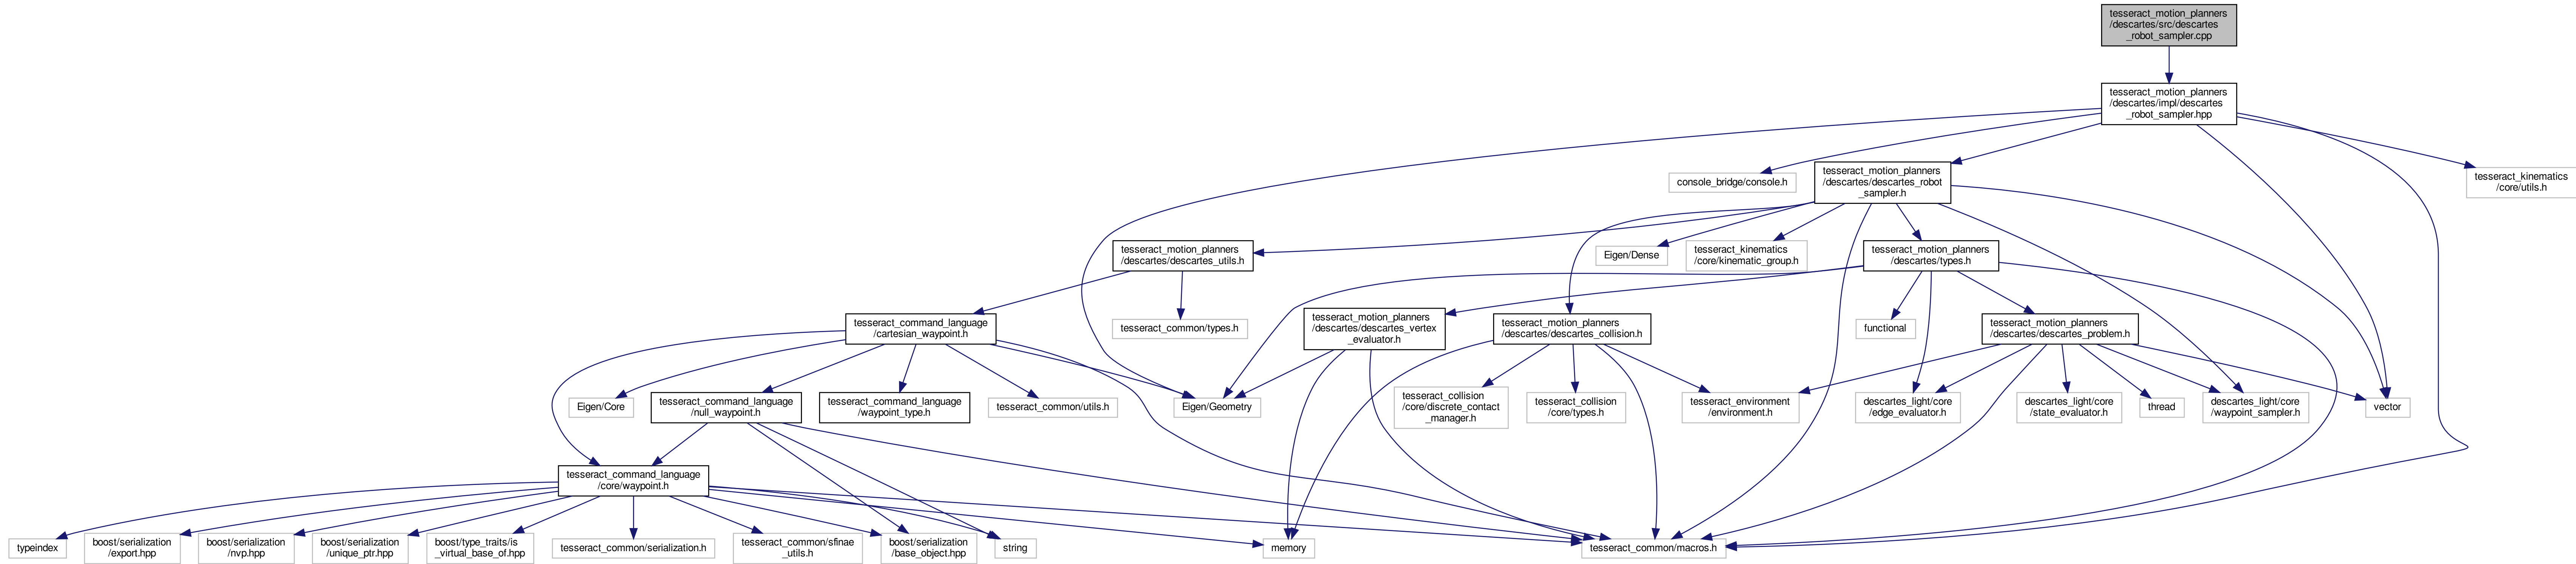 tesseract_motion_planners
/descartes/src/descartes
_robot_sampler.cpp
tesseract_motion_planners
/descartes/impl/descartes
_robot_sampler.hpp
console_bridge/console.h
tesseract_motion_planners
/descartes/descartes_robot
_sampler.h
tesseract_kinematics
/core/utils.h
tesseract_motion_planners
/descartes/descartes_utils.h
Eigen/Dense
tesseract_kinematics
/core/kinematic_group.h
tesseract_motion_planners
/descartes/types.h
tesseract_command_language
/cartesian_waypoint.h
tesseract_common/types.h
tesseract_motion_planners
/descartes/descartes_vertex
_evaluator.h
tesseract_motion_planners
/descartes/descartes_collision.h
functional
tesseract_motion_planners
/descartes/descartes_problem.h
Eigen/Core
tesseract_command_language
/null_waypoint.h
tesseract_command_language
/waypoint_type.h
tesseract_common/utils.h
Eigen/Geometry
tesseract_collision
/core/discrete_contact
_manager.h
tesseract_collision
/core/types.h
tesseract_environment
/environment.h
descartes_light/core
/edge_evaluator.h
descartes_light/core
/state_evaluator.h
thread
descartes_light/core
/waypoint_sampler.h
vector
tesseract_command_language
/core/waypoint.h
typeindex
boost/serialization
/export.hpp
boost/serialization
/nvp.hpp
boost/serialization
/unique_ptr.hpp
boost/type_traits/is
_virtual_base_of.hpp
tesseract_common/serialization.h
tesseract_common/sfinae
_utils.h
boost/serialization
/base_object.hpp
string
memory
tesseract_common/macros.h